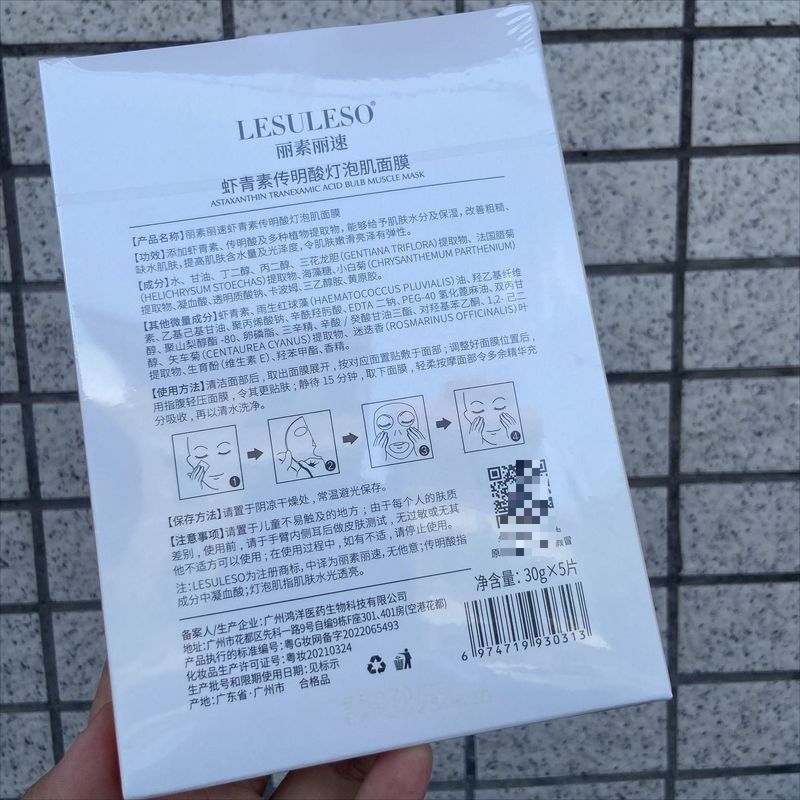 LESULESO®
丽素丽速
虾青素传明酸灯泡肌面膜
ASTAXANTHIN TRANEXAMIC ACID BULB MUSCLE MASK
【产品名称】丽素丽速虾青素传明酸灯泡肌面膜
【功效】添加虾青素、传明酸及多种植物提取物，能够给予肌肤水分及保湿，改善粗糙、
缺水肌肤，提高肌肤含水量及光泽度，令肌肤嫩滑亮泽有弹性。
【成分】水、甘油、丁二醇、丙二醇、三花龙胆（GENTIANA TRIFLORA）提取物、法国腊菊
（HELICHRYSUM STOECHAS）提取物、海藻糖、小白菊（CHRYSANTHEMUM PARTHENIUM）
提取物、凝血酸、透明质酸钠、卡波姆、三乙醇胺、黄原胶。
【其他微量成分】虾青素、雨生红球藻（HAEMATOCOCCUS PLUVIALIS）油、羟乙基纤维
素、乙基己基甘油、聚丙烯酸钠、辛酰羟肟酸、EDTA 二钠、PEG-40 氢化蓖麻油、双丙甘
醇、聚山梨醇酯 -80、卵磷脂、三辛精、辛酸 / 癸酸甘油三酯、对羟基苯乙酮、1,2- 己二
醇、矢车菊（CENTAUREA CYANUS）提取物、迷迭香（ROSMARINUS OFFICINALIS）叶
提取物、生育酚（维生素 E）、羟苯甲酯、香精。
【使用方法】清洁面部后，取出面膜展开，按对应面置贴敷于面部；调整好面膜位置后，
用指腹轻压面膜，令其更贴肤；静待 15 分钟，取下面膜，轻柔按摩面部令多余精华充
分吸收，再以清水洗净。
1 2 3 4
【保存方法】请置于阴凉干燥处，常温避光保存。
【注意事项】请置于儿童不易触及的地方；由于每个人的肤质
差别，使用前，请于手臂内侧耳后做皮肤测试，无过敏或无其
他不适方可以使用；在使用过程中，如有不适，请停止使用。
注：LESULESO为注册商标，中译为丽素丽速，无他意；传明酸指
成分中凝血酸；灯泡肌指肌肤水光透亮。
净含量：30g×5片
备案人/生产企业：广州鸿洋医药生物科技有限公司
地址：广州市花都区先科一路9号自编9栋F座301、401房(空港花都)
产品执行的标准编号：粤G妆网备字2022065493
化妆品生产许可证号：粤妆20210324
生产批号和限期使用日期：见标示
产地：广东省·广州市 合格品
6 974719 930313